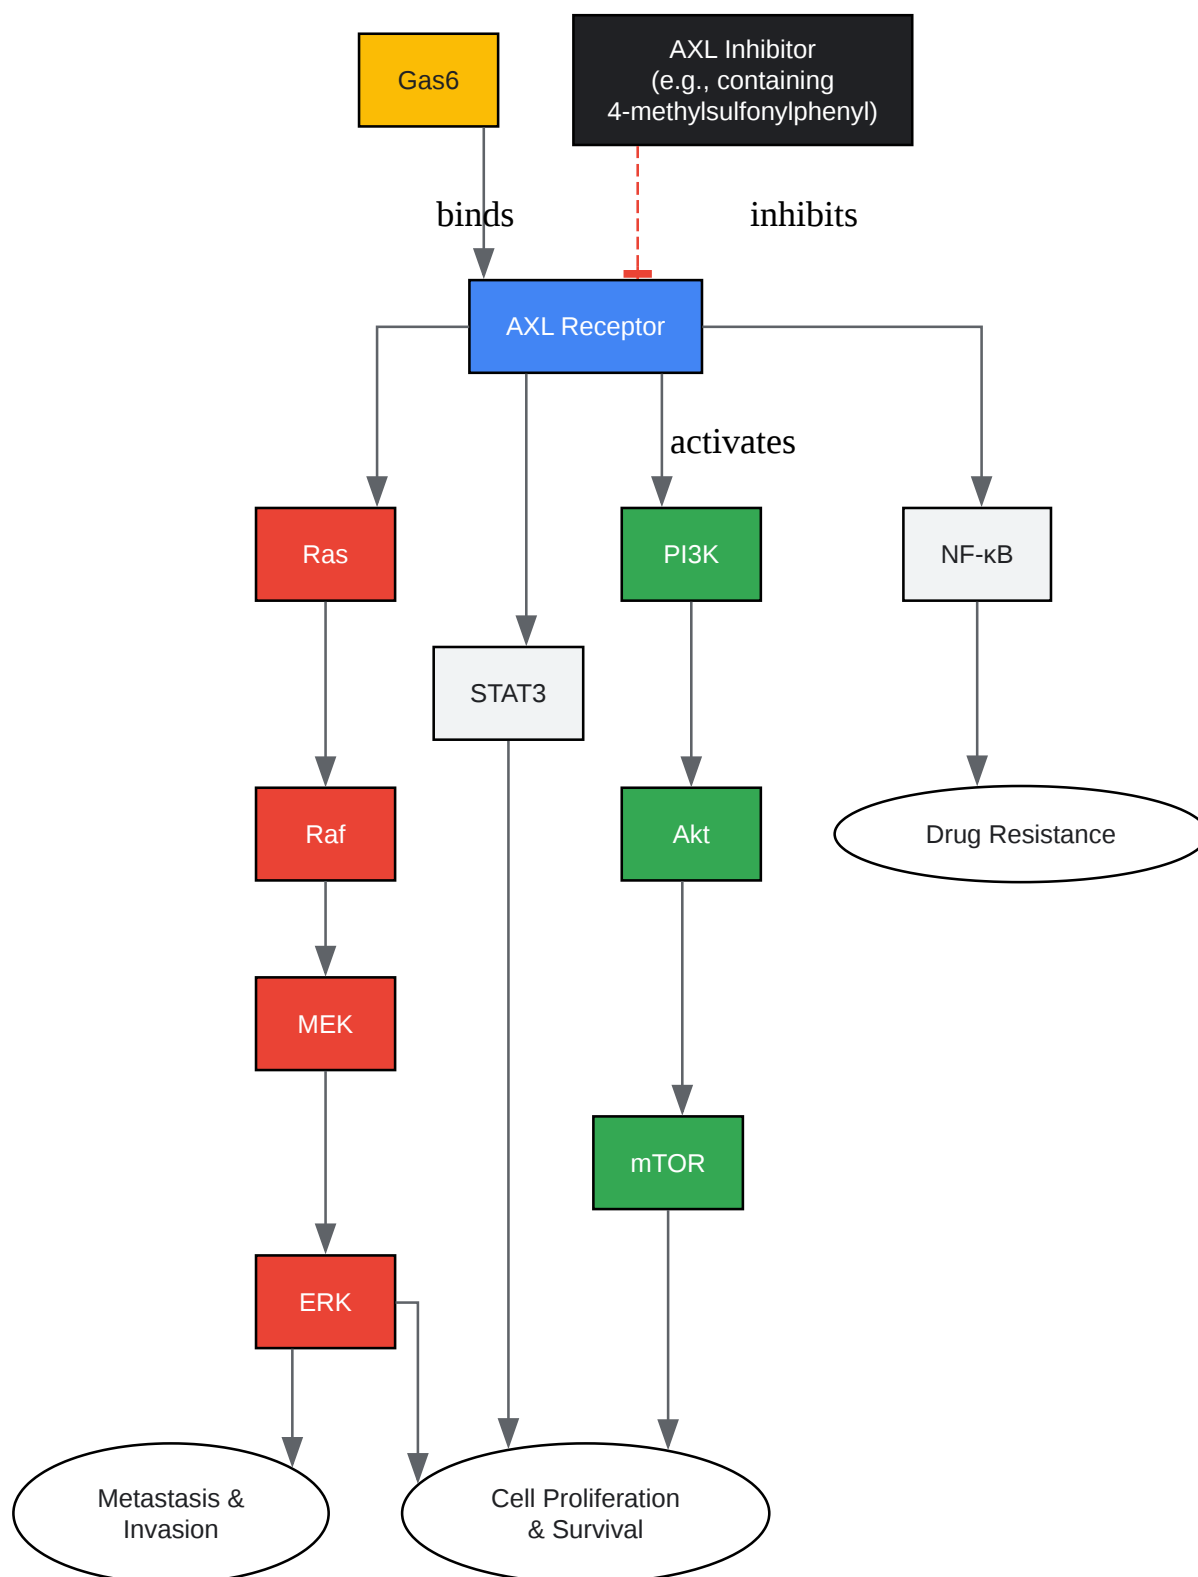 Gas6
AXL Inhibitor
(e.g., containing
4-methylsulfonylphenyl)
binds
inhibits
AXL Receptor
activates
Ras
PI3K
NF-κB
STAT3
Raf
Akt
Drug Resistance
MEK
mTOR
ERK
Metastasis &
Invasion
Cell Proliferation
& Survival